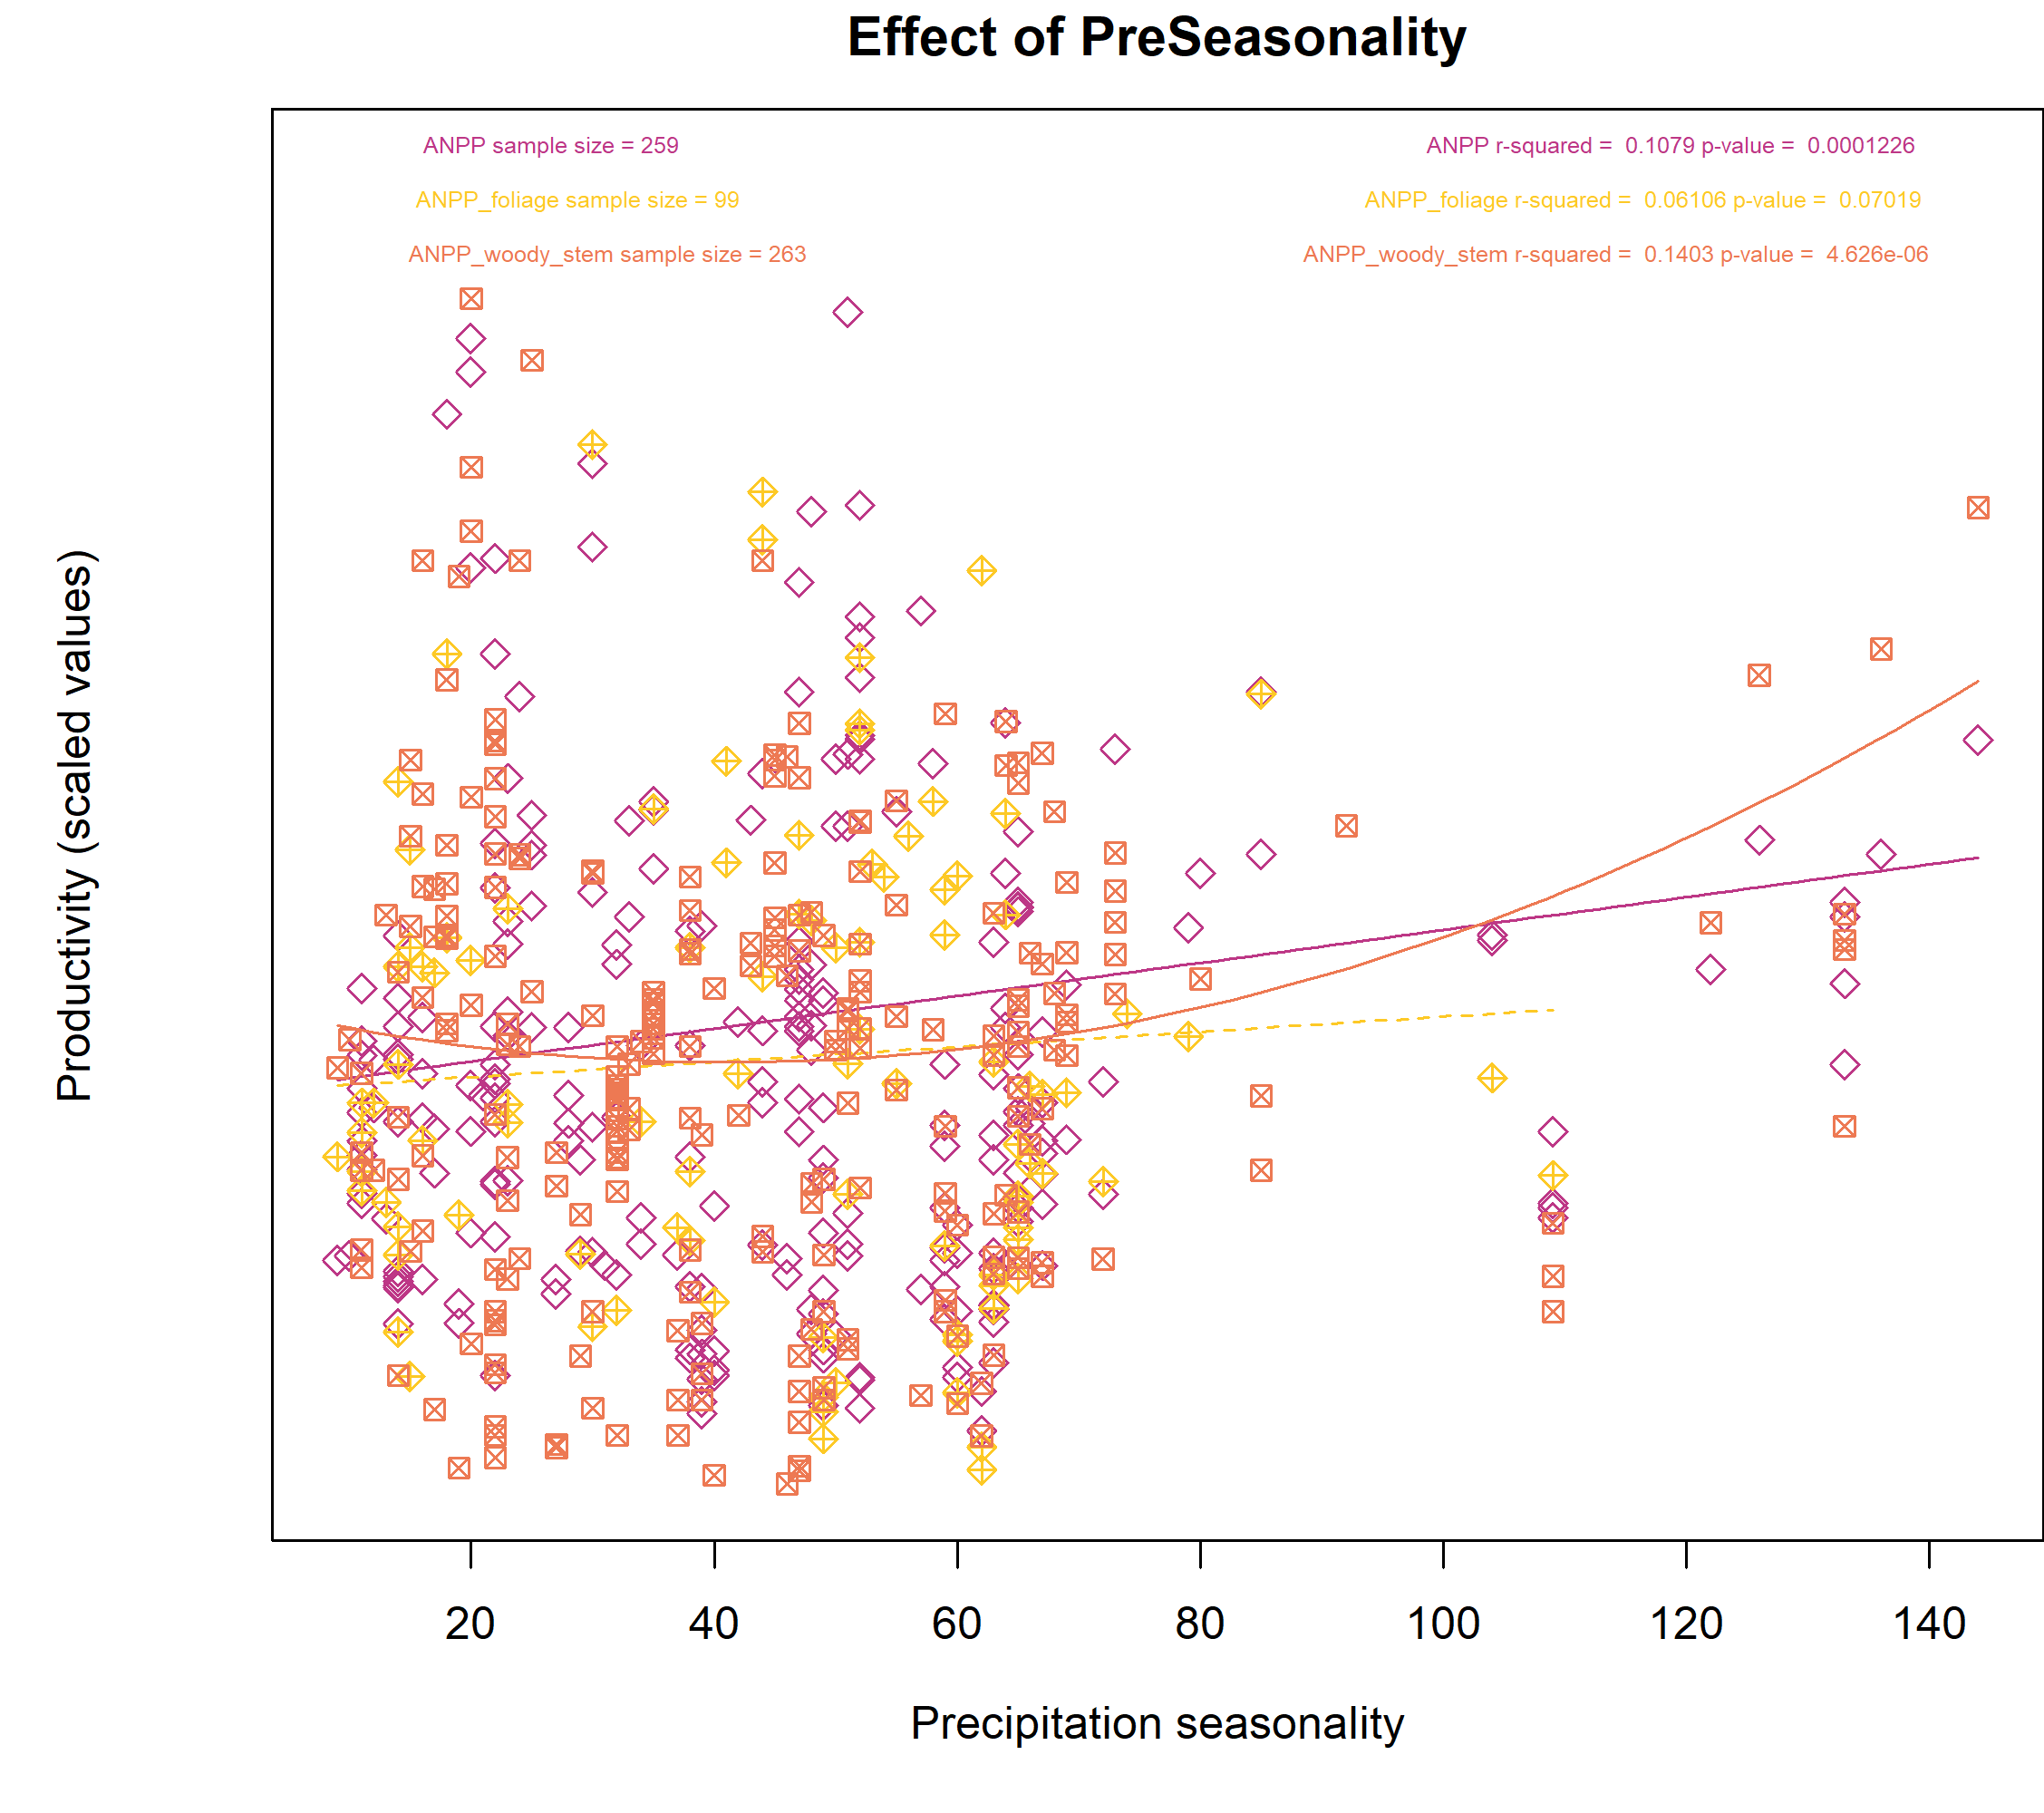 Effect of PreSeasonality
ANPP sample size = 259
ANPP r-squared =  0.1079 p-value =  0.0001226
ANPP_foliage sample size = 99
ANPP_foliage r-squared =  0.06106 p-value =  0.07019
ANPP_woody_stem sample size = 263
ANPP_woody_stem r-squared =  0.1403 p-value =  4.626e-06
Productivity (scaled values)
20 40 60 80 100 120 140
Precipitation seasonality